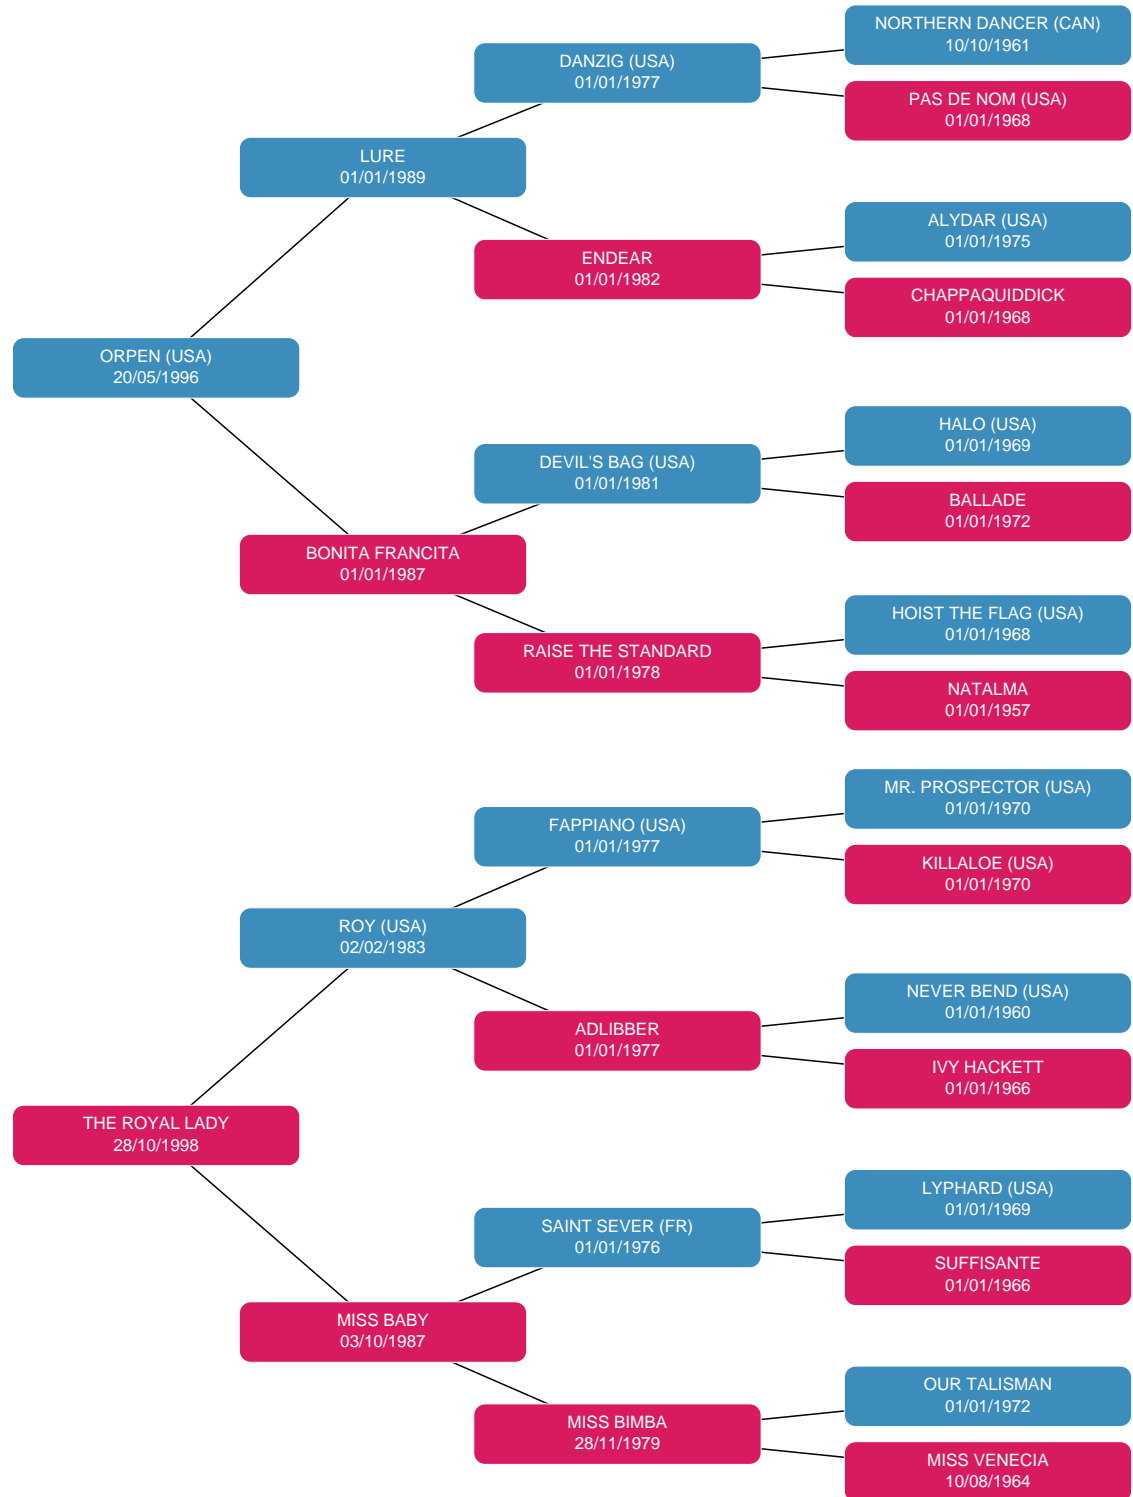 NORTHERN DANCER (CAN)
10/10/1961
DANZIG (USA)
01/01/1977
PAS DE NOM (USA)
01/01/1968
LURE
01/01/1989
ALYDAR (USA)
01/01/1975
ENDEAR
01/01/1982
CHAPPAQUIDDICK
01/01/1968
ORPEN (USA)
20/05/1996
HALO (USA)
01/01/1969
DEVIL'S BAG (USA)
01/01/1981
BALLADE
01/01/1972
BONITA FRANCITA
01/01/1987
HOIST THE FLAG (USA)
01/01/1968
RAISE THE STANDARD
01/01/1978
NATALMA
01/01/1957
MR. PROSPECTOR (USA)
01/01/1970
FAPPIANO (USA)
01/01/1977
KILLALOE (USA)
01/01/1970
ROY (USA)
02/02/1983
NEVER BEND (USA)
01/01/1960
ADLIBBER
01/01/1977
IVY HACKETT
01/01/1966
THE ROYAL LADY
28/10/1998
LYPHARD (USA)
01/01/1969
SAINT SEVER (FR)
01/01/1976
SUFFISANTE
01/01/1966
MISS BABY
03/10/1987
OUR TALISMAN
01/01/1972
MISS BIMBA
28/11/1979
MISS VENECIA
10/08/1964